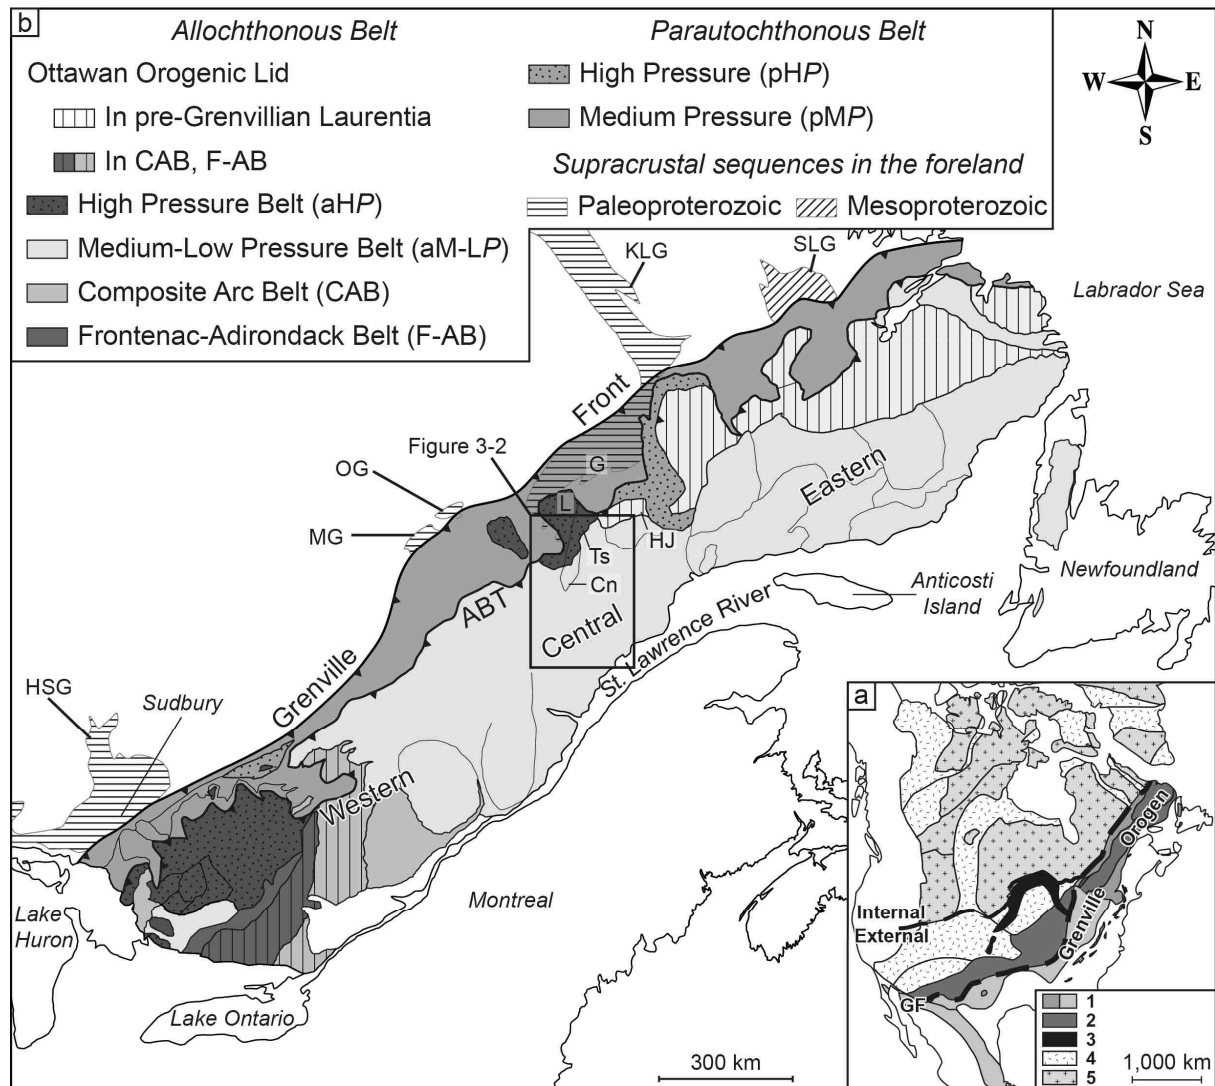 b
Allochthonous Belt
Ottawan Orogenic Lid
In pre-Grenvillian Laurentia
In CAB, F-AB
High Pressure Belt (aHP)
Medium-Low Pressure Belt (aM-LP)
Composite Arc Belt (CAB)
Frontenac-Adirondack Belt (F-AB)
Parautochthonous Belt
High Pressure (pHP)
Medium Pressure (pMP)
Supracrustal sequences in the foreland
Paleoproterozoic
Mesoproterozoic
N
W E
S
KLG
SLG
Labrador Sea
Front
Figure 3-2
OG
MG
G
L
HJ
Ts
Cn
Eastern
ABT
Central
Anticosti
Island
Newfoundland
St. Lawrence River
Grenville
HSG
Sudbury
Western
Montreal
Lake
Huron
Lake Ontario
300 km
a
Orogen
Internal
External
Grenville
GF
1
2
3
4
5
1,000 km